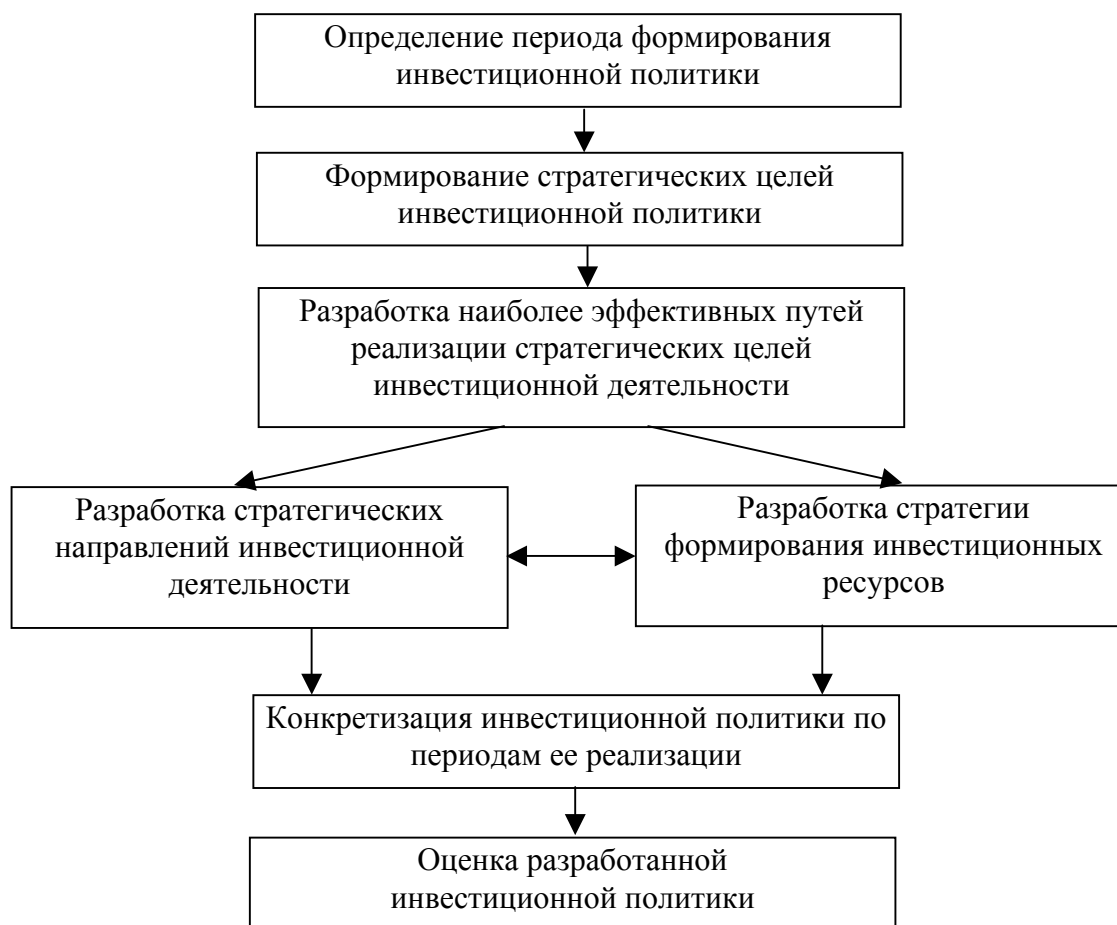 Определение периода формирования
инвестиционной политики
Формирование стратегических целей
инвестиционной политики
Разработка наиболее эффективных путей
реализации стратегических целей
инвестиционной деятельности
Разработка стратегических
направлений инвестиционной
деятельности
Разработка стратегии
формирования инвестиционных
ресурсов
Конкретизация инвестиционной политики по
периодам ее реализации
Оценка разработанной
инвестиционной политики